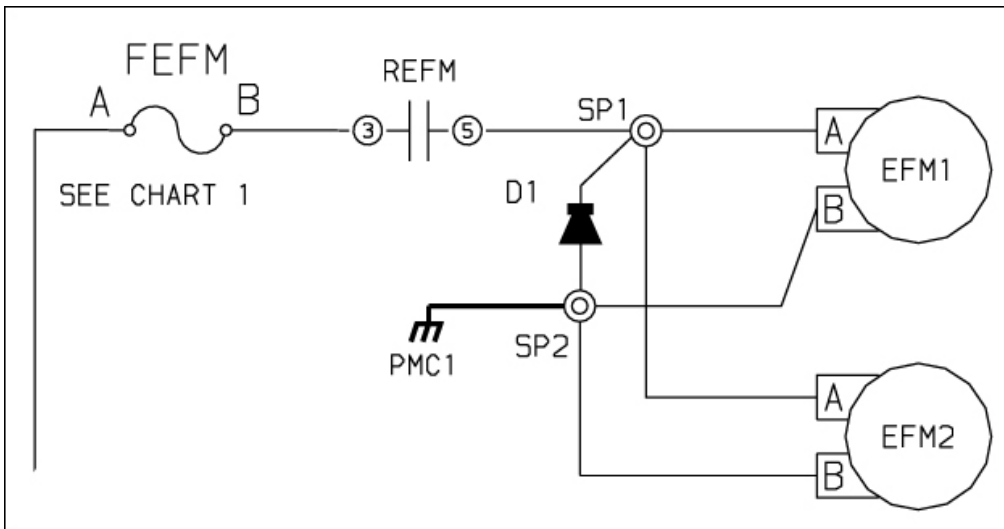 FEFM
A
B
REFM
3
5
SP1
A
EFM1
B
SEE CHART 1
D1
SP2
PMC1
A
EFM2
B